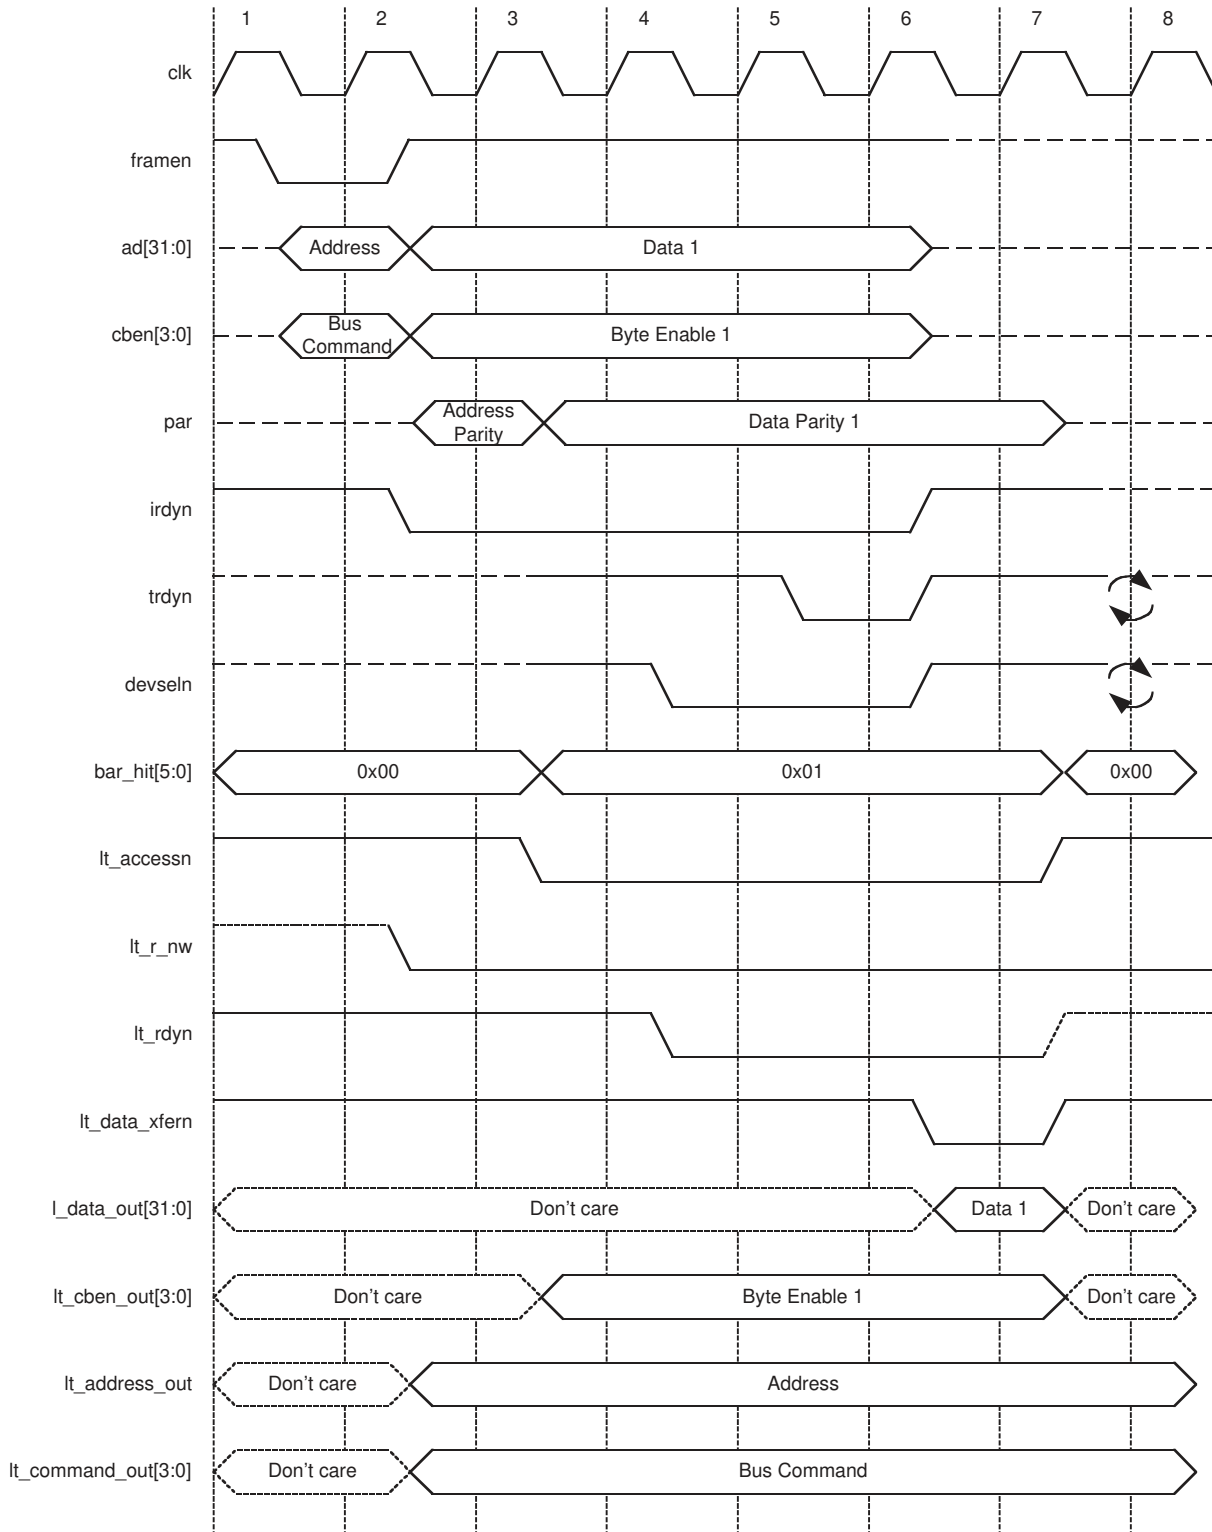 1 2 3 4 5 6 7 8
clk
framen
ad[31:0] Address Data 1
cben[3:0] Bus Command Byte Enable 1
par Address Parity Data Parity 1
irdyn
trdyn
devseln
bar_hit[5:0] 0x00 0x01 0x00
lt_accessn
lt_r_nw
lt_rdyn
lt_data_xfern
l_data_out[31:0] Don't care Data 1 Don't care
lt_cben_out[3:0] Don't care Byte Enable 1 Don't care
lt_address_out Don't care Address
lt_command_out[3:0] Don't care Bus Command